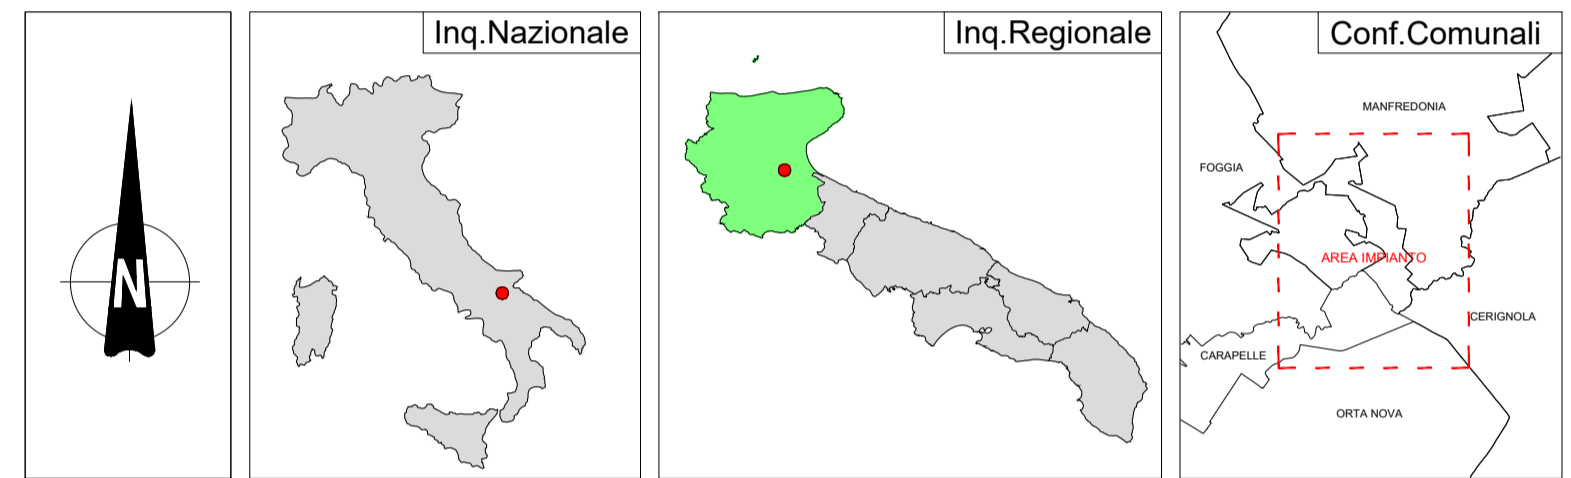 N
Inq.Nazionale
Inq.Regionale
Conf.Comunali
MANFREDONIA
FOGGIA
AREA IMPIANTO
CERIGNOLA
CARAPELLE
ORTA NOVA